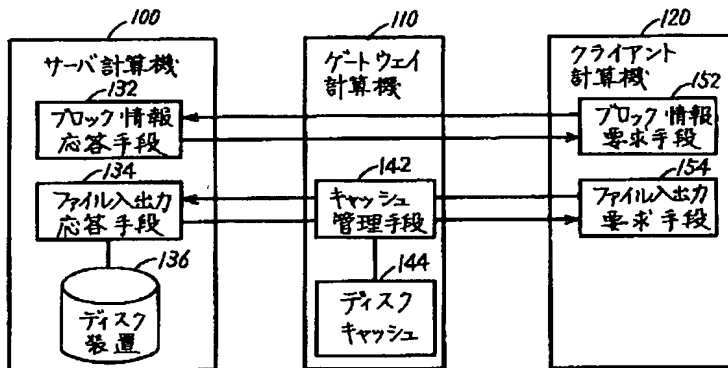 100
サーバ計算機
132
ブロック情報
応答手段
134
ファイル入出力
応答手段
136
ディスク
装置
110
ゲートウェイ
計算機
142
キャッシュ
管理手段
144
ディスク
キャッシュ
120
クライアント
計算機
152
ブロック情報
要求手段
154
ファイル入出力
要求手段